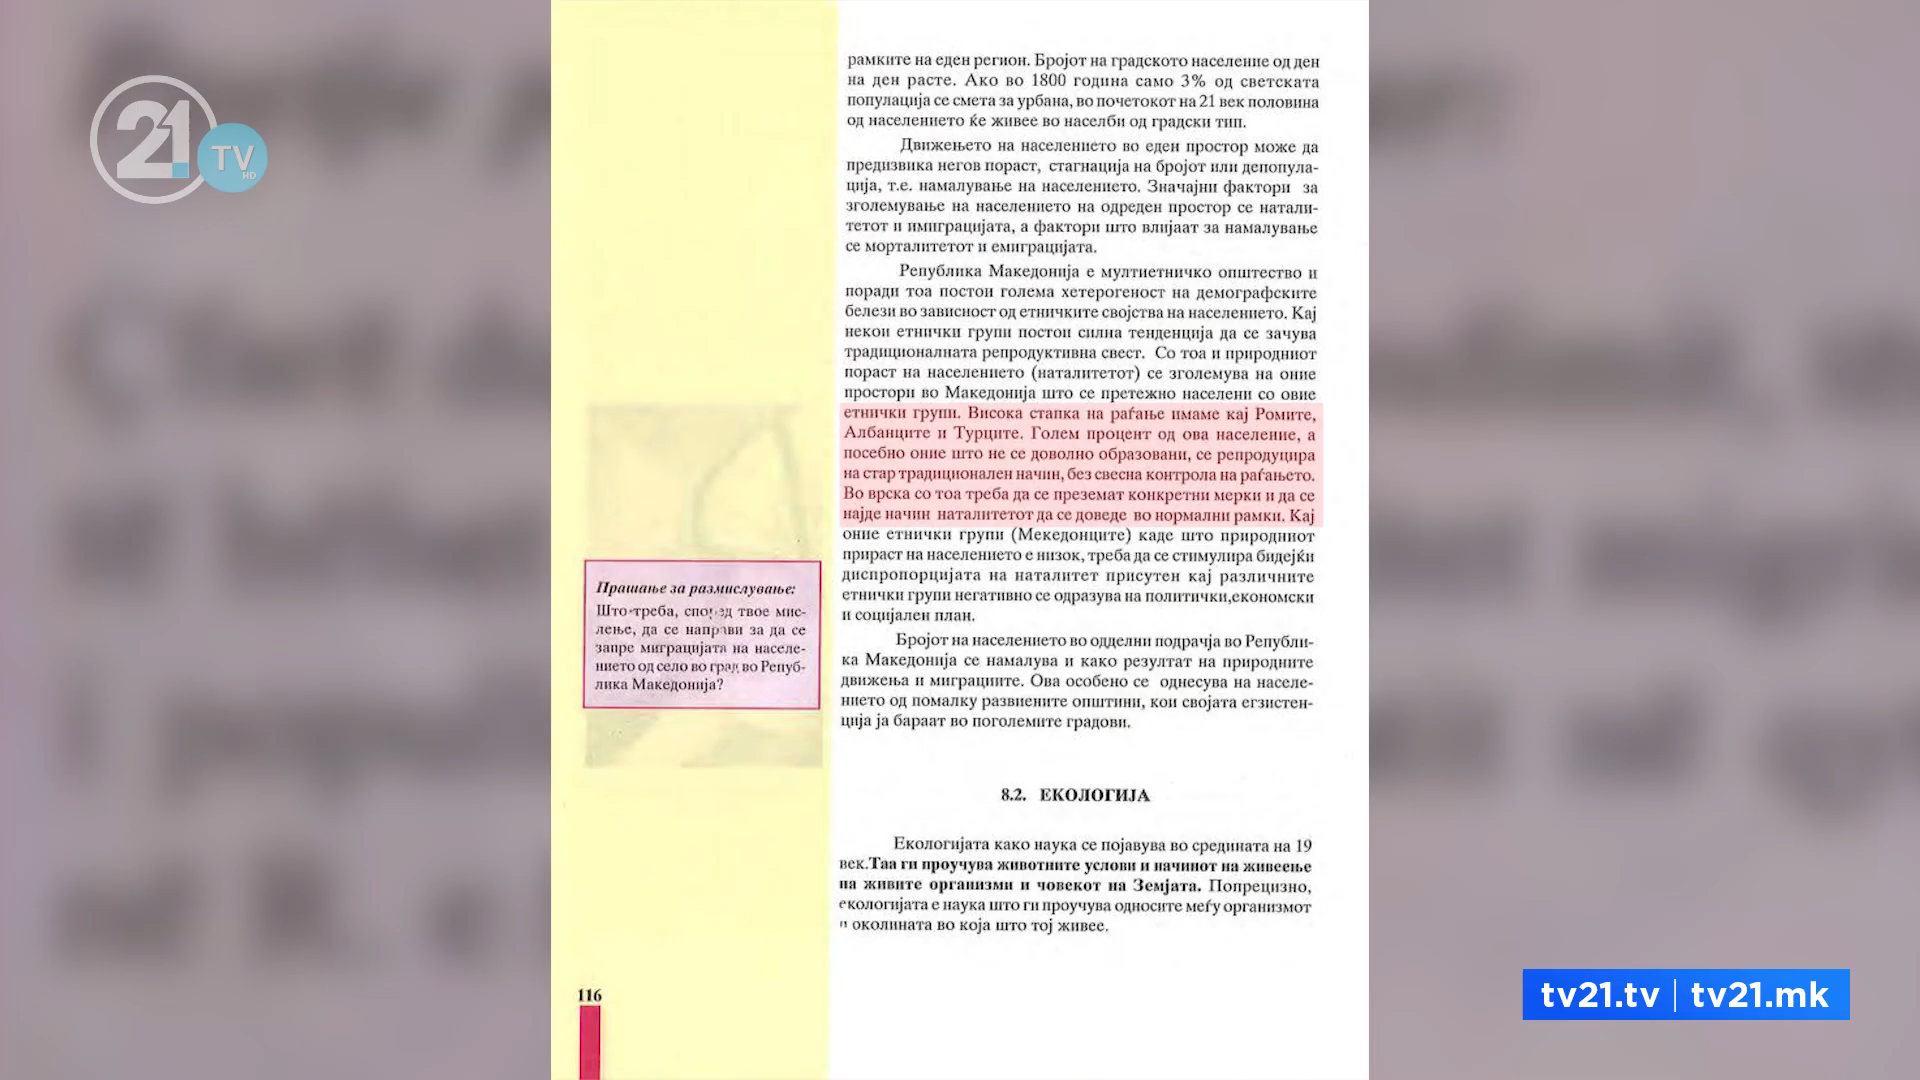 21
TV
HD
рамките на еден регион. Бројот на градското население од ден
на ден расте. Ако во 1800 година само 3% од светската
популација се смета за урбана, во почетокот на 21 век половина
од населението ќе живее во населби од градски тип.
Движењето на населението во еден простор може да
предизвика негов пораст, стагнација на бројот или депопула-
ција, т.е. намалување на населението. Значајни фактори за
зголемување на населението на одреден простор се натали-
тетот и имиграцијата, а фактори што влијаат за намалување
се морталитетот и емиграцијата.
Република Македонија е мултиетничко општество и
поради тоа постои голема хетерогеност на демографските
белези во зависност од етничките својства на населението. Кај
некои етнички групи постои силна тенденција да се зачува
традиционалната репродуктивна свест. Со тоа и природниот
пораст на населението (наталитетот) се зголемува на оние
простори во Македонија што се претежно населени со овие
етнички групи. Висока стапка на раѓање имаме кај Ромите,
Албанците и Турците. Голем процент од ова население, а
посебно оние што не се доволно образовани, се репродуцира
на стар традиционален начин, без свесна контрола на раѓањето.
Во врска со тоа треба да се преземат конкретни мерки и да се
најде начин наталитетот да се доведе во нормални рамки. Кај
оние етнички групи (Мекедонците) каде што природниот
прираст на населението е низок, треба да се стимулира бидејќи
диспропорцијата на наталитет присутен кај различните
етнички групи негативно се одразува на политички,економски
и социјален план.
Бројот на населението во одделни подрачја во Републи-
ка Македонија се намалува и како резултат на природните
движења и миграциите. Ова особено се однесува на населе-
нието од помалку развиените општини, кои својата егзистен-
ција ја бараат во поголемите градови.
Прашање за размислување:
Што треба, според твое мис-
лење, да се направи за да се
запре миграцијата на населе-
нието од село во град во Репуб-
лика Македонија?
8.2. ЕКОЛОГИЈА
Екологијата како наука се појавува во средината на 19
век.Таа ги проучува животните услови и начинот на живеење
на живите организми и човекот на Земјата. Попрецизно,
екологијата е наука што ги проучува односите меѓу организмот
и околината во која што тој живее.
116
tv21.tv | tv21.mk